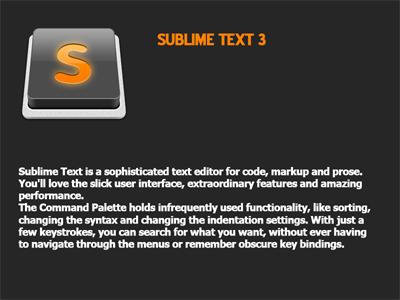 S
SUBLIME TEXT 3
Sublime Text is a sophisticated text editor for code, markup and prose.
You'll love the slick user interface, extraordinary features and amazing
performance.
The Command Palette holds infrequently used functionality, like sorting,
changing the syntax and changing the indentation settings. With just a
few keystrokes, you can search for what you want, without ever having
to navigate through the menus or remember obscure key bindings.